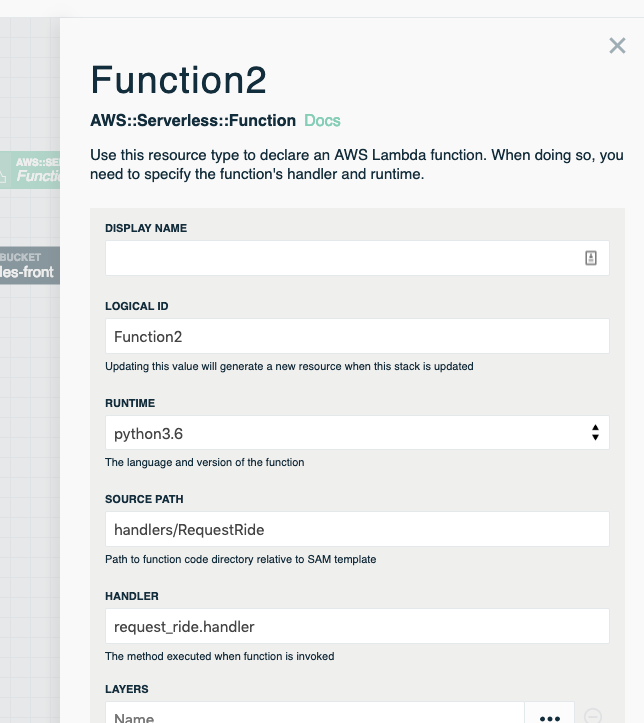 Function2
AWS::Serverless::Function Docs
Use this resource type to declare an AWS Lambda function. When doing so, you
need to specify the function's handler and runtime.
AWS::SE
Functi
BUCKET
les-front
DISPLAY NAME
LOGICAL ID
Function2
Updating this value will generate a new resource when this stack is updated
RUNTIME
python3.6
The language and version of the function
SOURCE PATH
handlers/RequestRide
Path to function code directory relative to SAM template
HANDLER
request_ride.handler
The method executed when function is invoked
LAYERS
Name